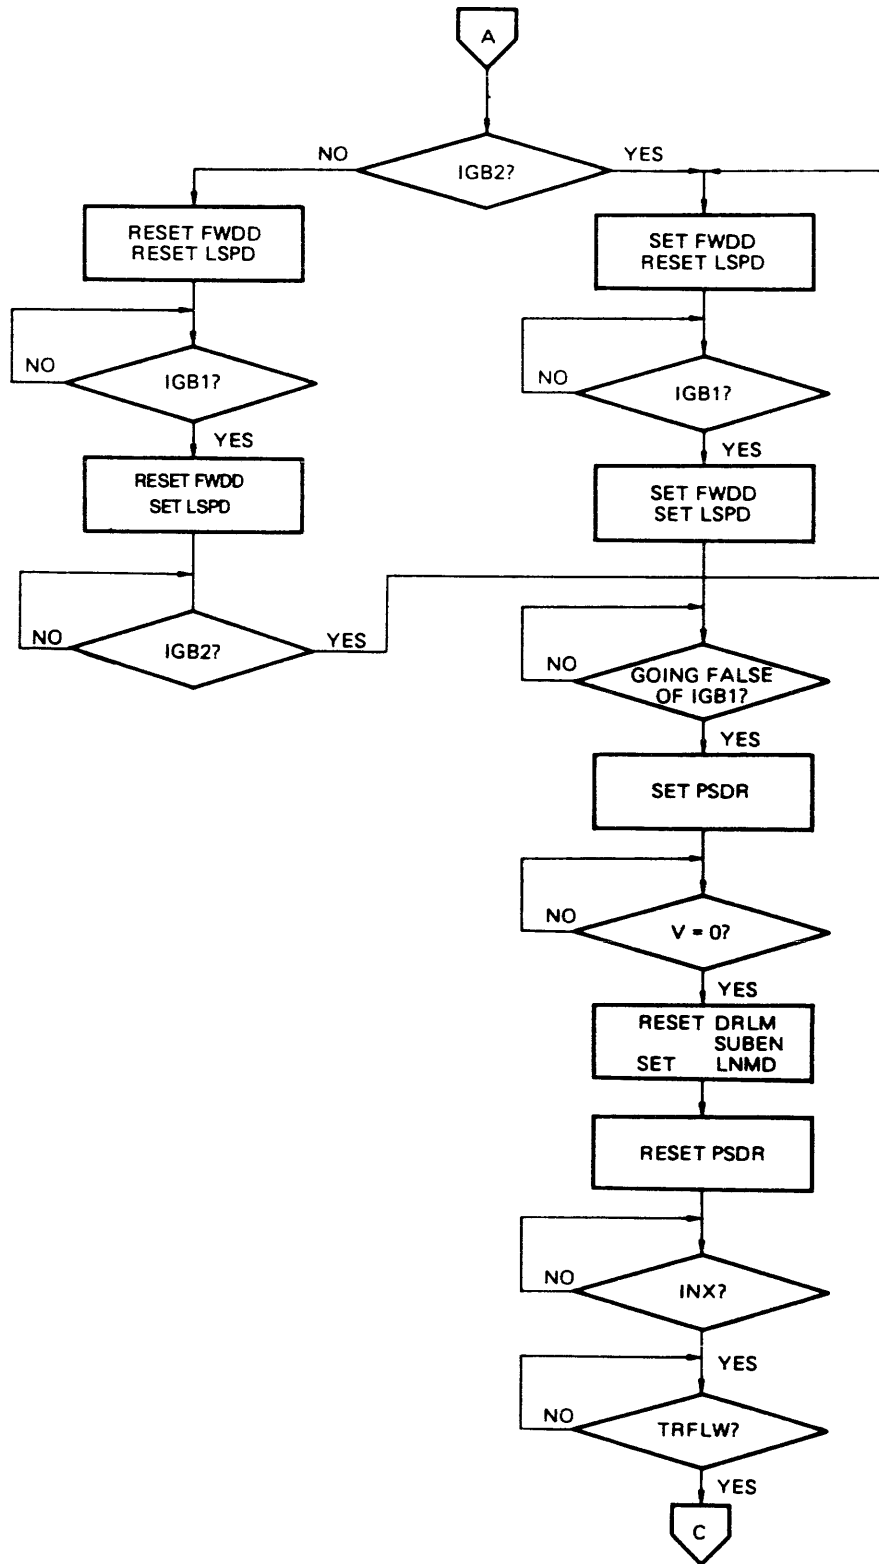 A
IGB2?
NO
YES
RESET FWDD
RESET LSPD
NO
IGB1?
YES
RESET FWDD
SET LSPD
NO
IGB2?
YES
SET FWDD
RESET LSPD
NO
IGB1?
YES
SET FWDD
SET LSPD
NO
GOING FALSE
OF IGB1?
YES
SET PSDR
NO
V = 0?
YES
RESET DRLM
SUBEN
SET LNMD
RESET PSDR
NO
INX?
YES
NO
TRFLW?
YES
C